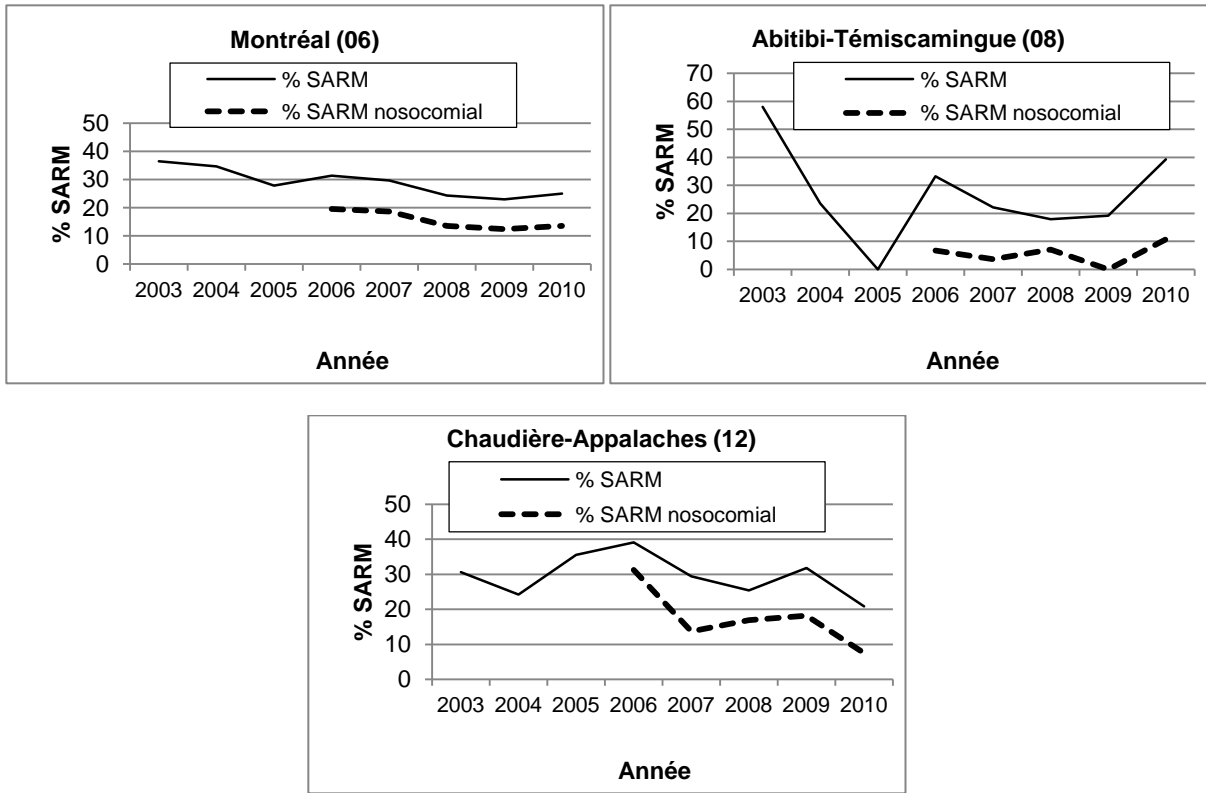 Montréal (06)
% SARM
% SARM nosocomial
50
40
30
20
10
0
% SARM
2003 2004 2005 2006 2007 2008 2009 2010
Année
Abitibi-Témiscamingue (08)
% SARM
% SARM nosocomial
70
60
50
40
30
20
10
0
% SARM
2003 2004 2005 2006 2007 2008 2009 2010
Année
Chaudière-Appalaches (12)
% SARM
% SARM nosocomial
50
40
30
20
10
0
% SARM
2003 2004 2005 2006 2007 2008 2009 2010
Année